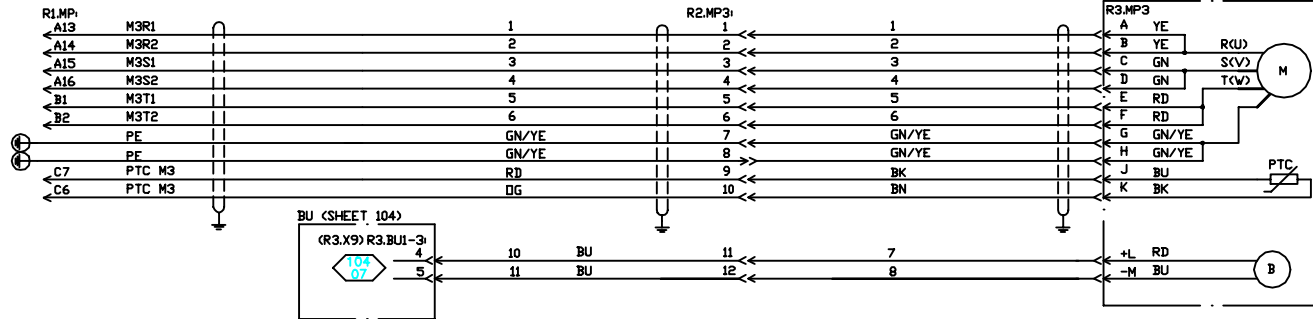 R1.MP: R2.MP3: R3.MP3
A13 M3R1 1 1 1 A YE
A14 M3R2 2 2 2 B YE R(U)
A15 M3S1 3 3 3 C GN S(V) M
A16 M3S2 4 4 4 D GN T(W)
B1 M3T1 5 5 5 E RD
B2 M3T2 6 6 6 F RD
PE GN/YE 7 GN/YE G GN/YE
PE GN/YE 8 GN/YE H GN/YE
C7 PTC M3 RD 9 BK J BU PTC
C6 PTC M3 OG 10 BN K BK
BU (SHEET 104)
(R3.X9) R3.BU1-3:
104 4 10 BU 11 7 +L RD
07 5 11 BU 12 8 -M BU B